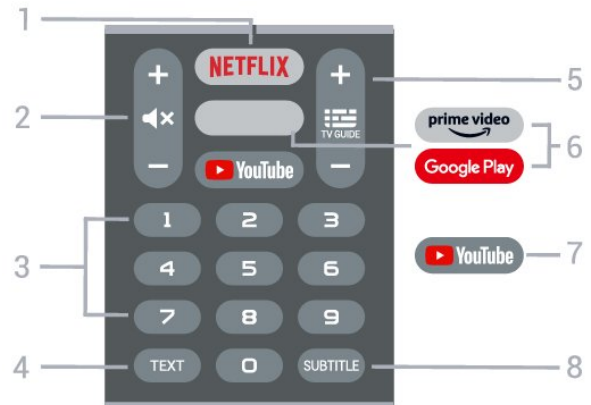 1
+ NETFLIX +
5
2
TV GUIDE
prime video
6
- YouTube -
Google Play
1 2 3
3
YouTube 7
4 5 6
7 8 9
4 TEXT 0 SUBTITLE 8